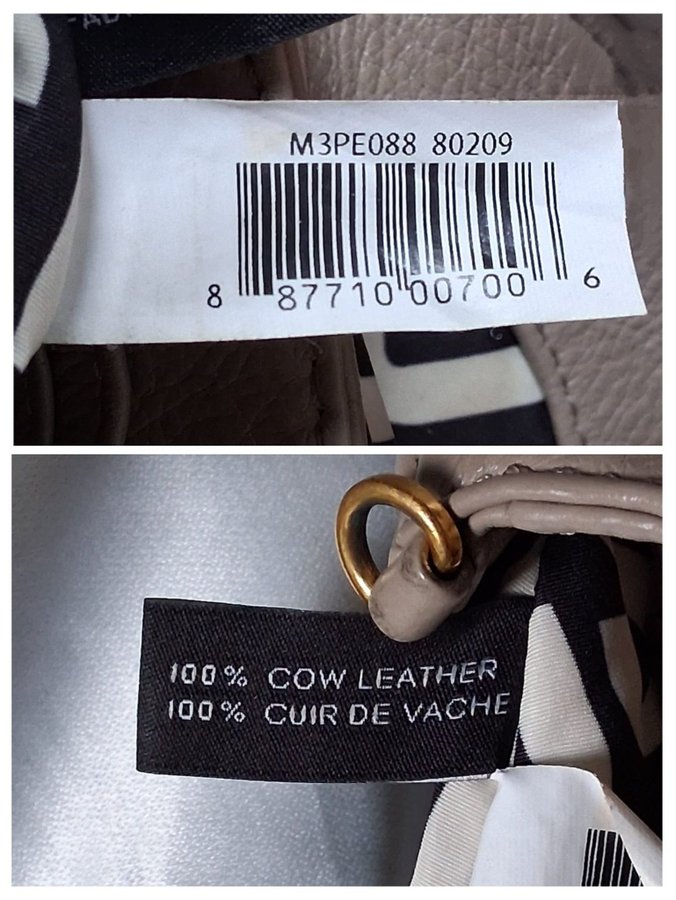 M3PE088 80209
8 87710 00700 6
100% COW LEATHER
100% CUIR DE VACHE